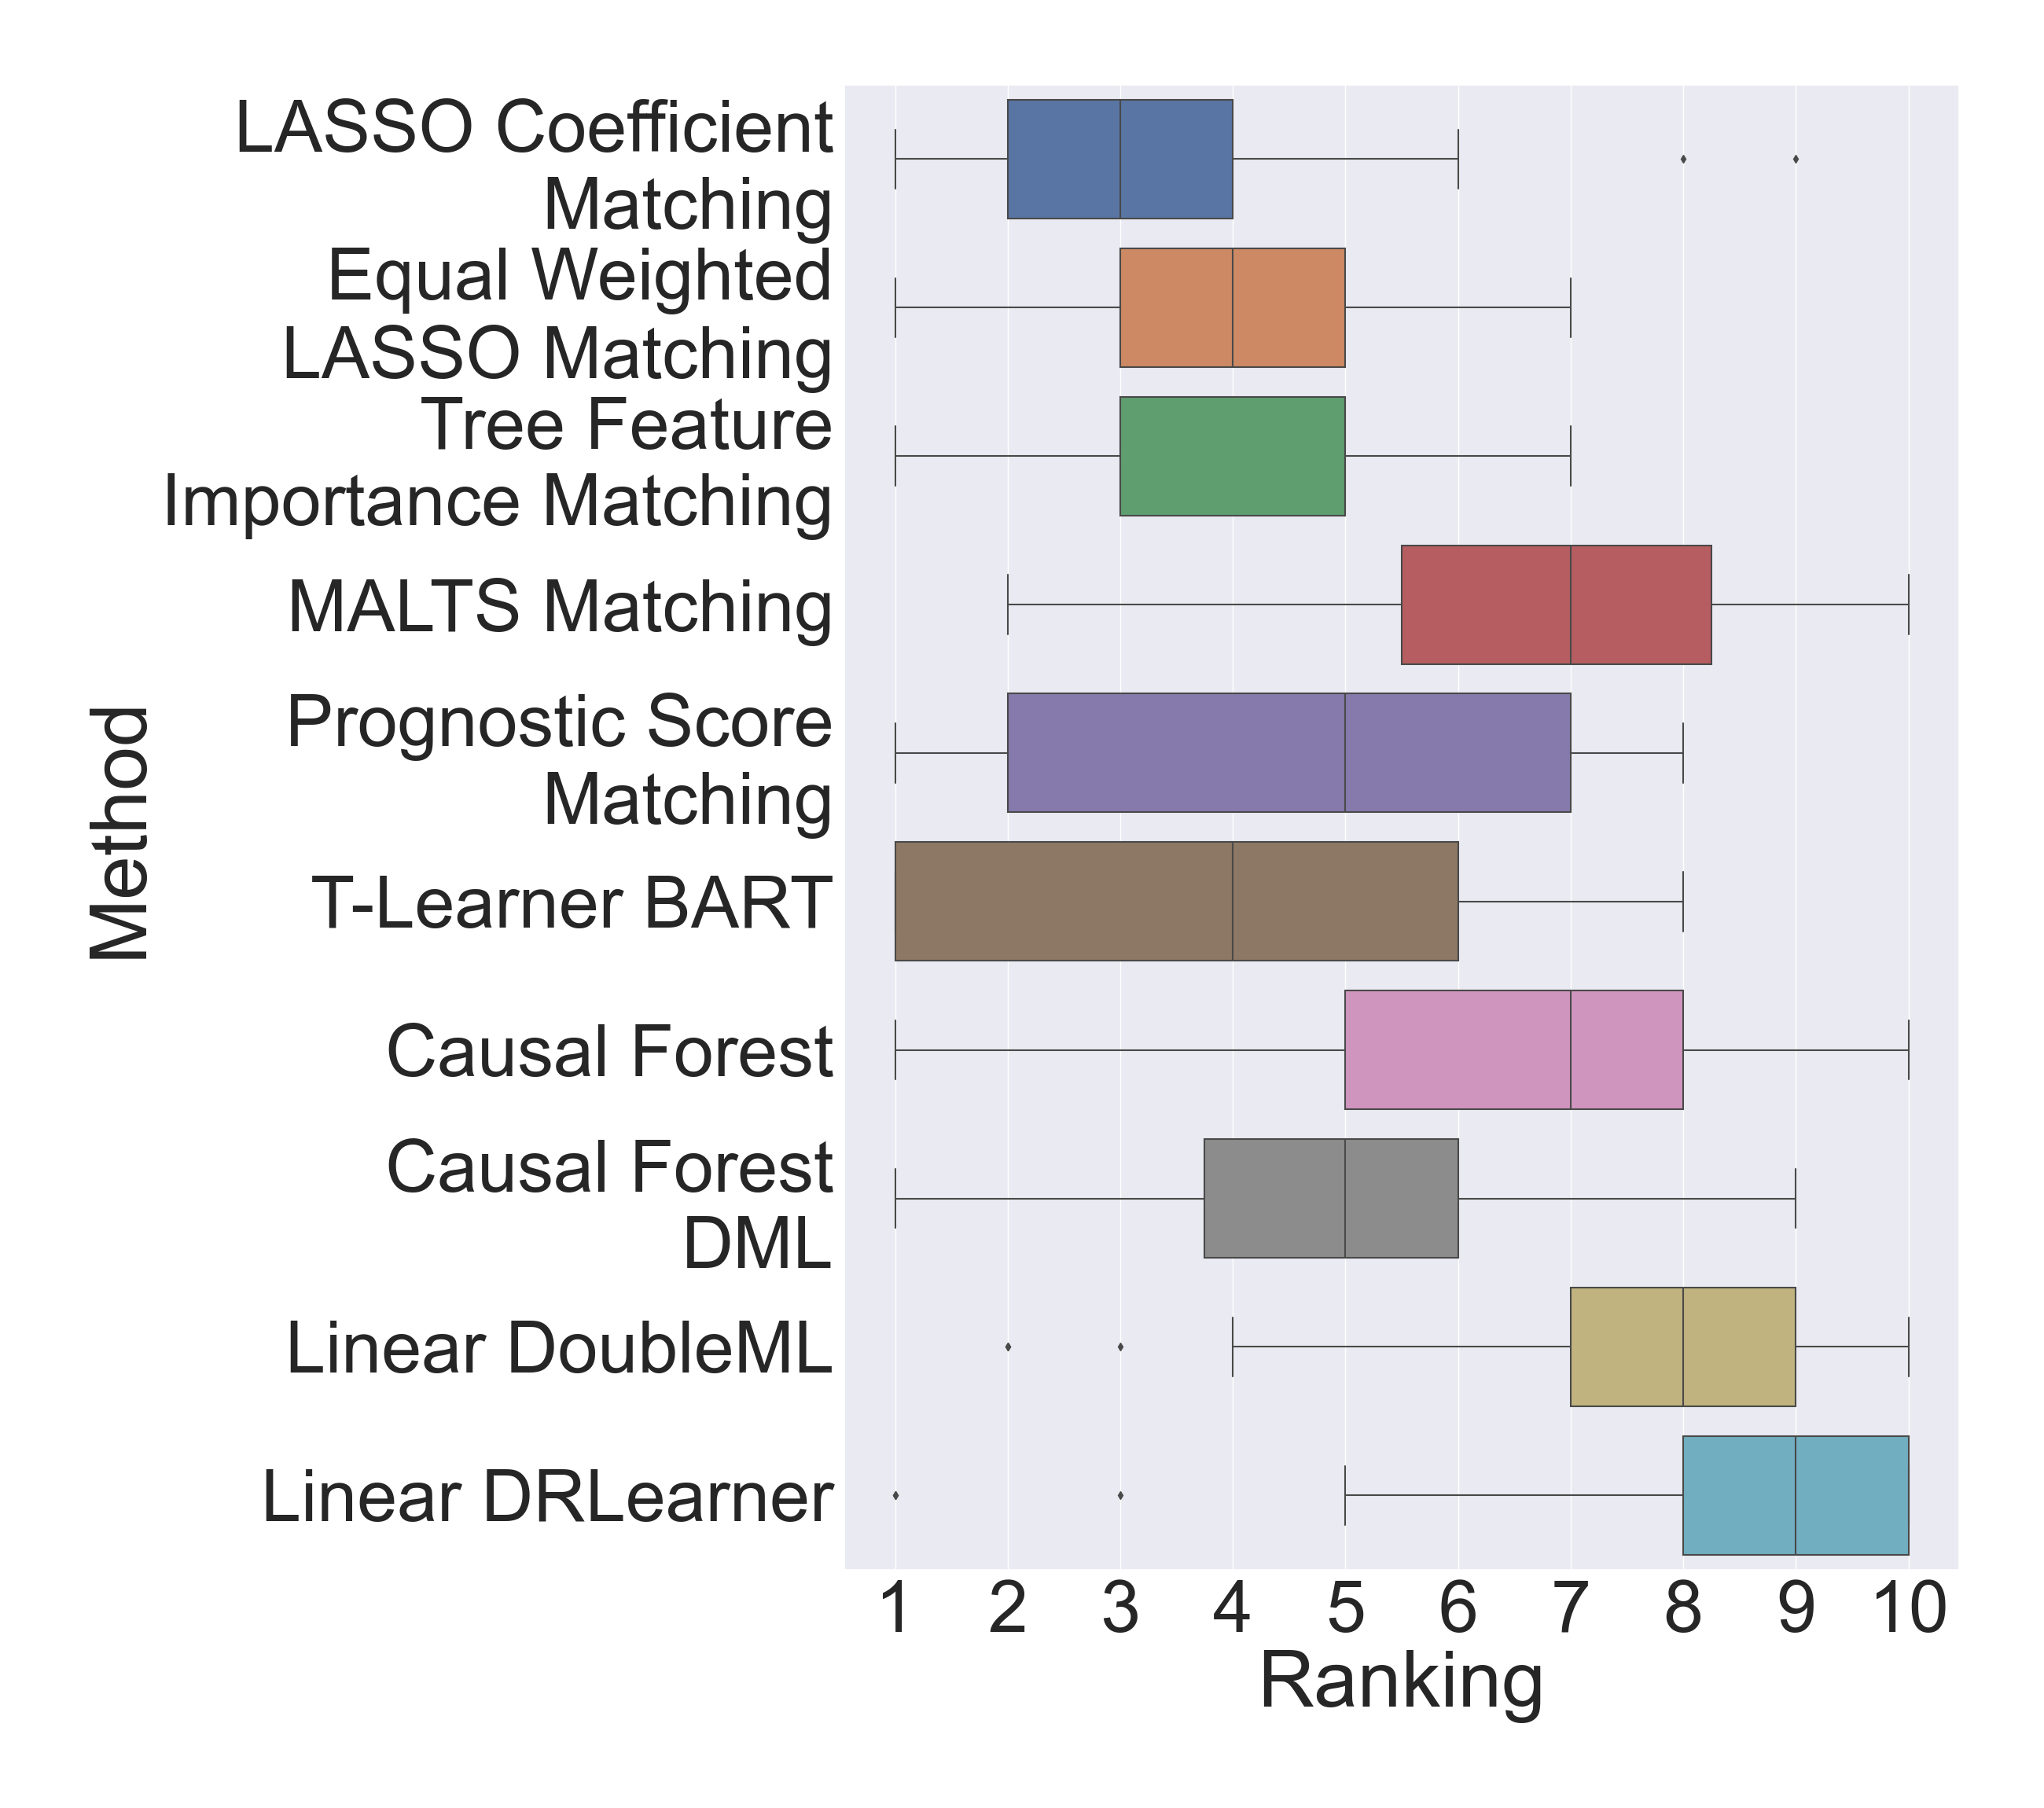 LASSO Coefficient
Matching
Equal Weighted
LASSO Matching
Tree Feature
Importance Matching
MALTS Matching
Prognostic Score
Matching
T-Learner BART
Causal Forest
Causal Forest
DML
Linear DoubleML
Linear DRLearner
Method
1 2 3 4 5 6 7 8 9 10
Ranking